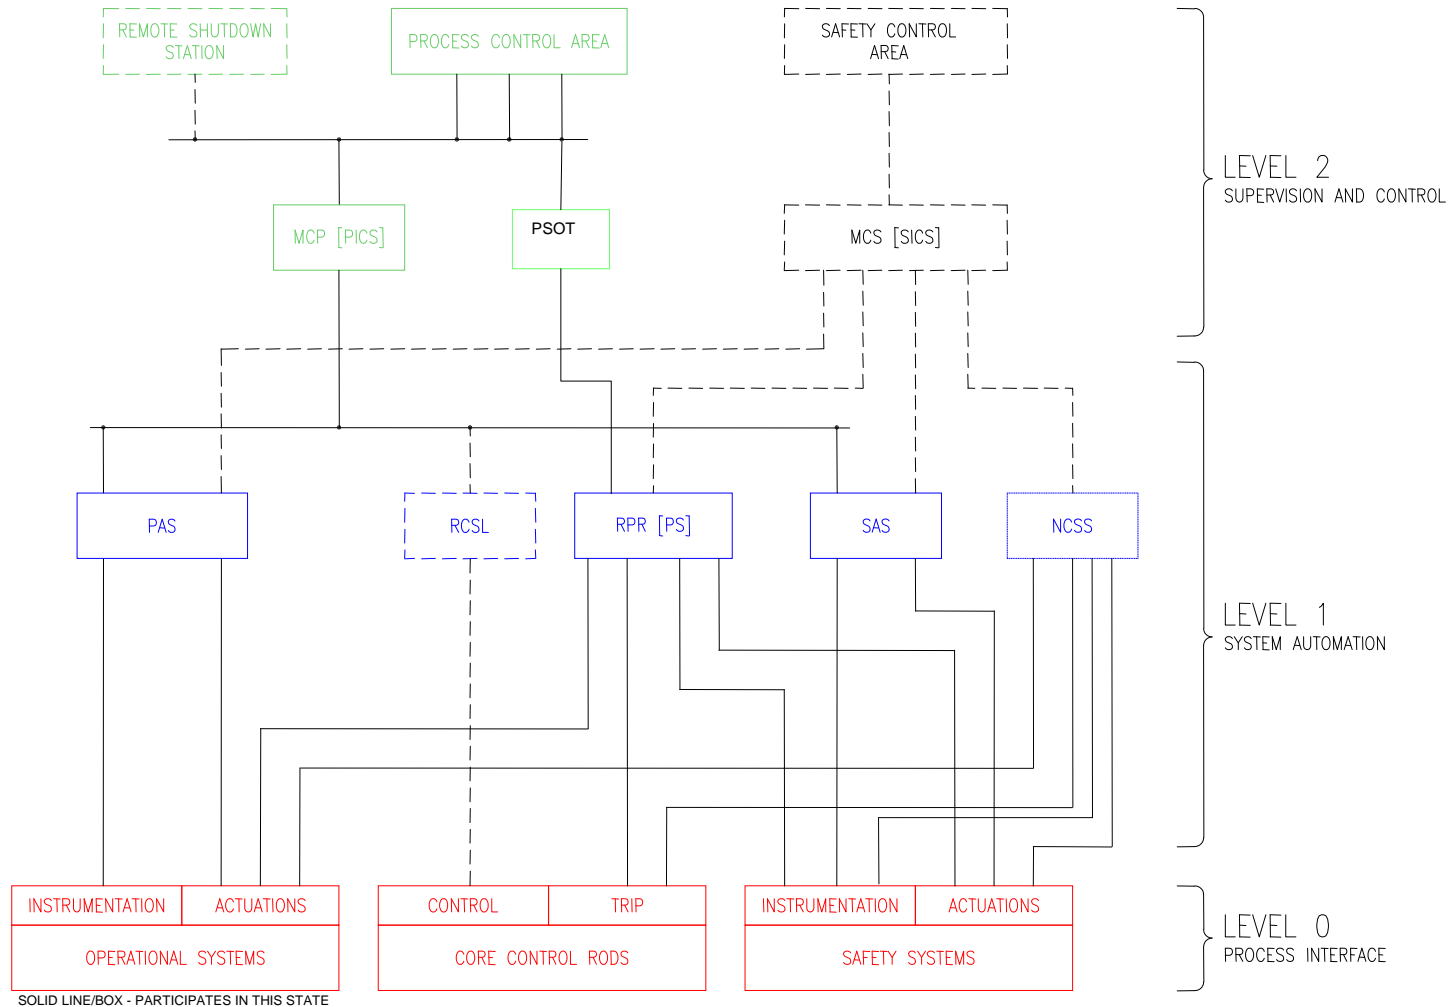 REMOTE SHUTDOWN
STATION
PROCESS CONTROL AREA
SAFETY CONTROL
AREA
LEVEL 2
SUPERVISION AND CONTROL
MCP [PICS]
PSOT
MCS [SICS]
PAS
RCSL
RPR [PS]
SAS
NCSS
LEVEL 1
SYSTEM AUTOMATION
INSTRUMENTATION
ACTUATIONS
OPERATIONAL SYSTEMS
CONTROL
TRIP
CORE CONTROL RODS
INSTRUMENTATION
ACTUATIONS
SAFETY SYSTEMS
LEVEL 0
PROCESS INTERFACE
SOLID LINE/BOX - PARTICIPATES IN THIS STATE